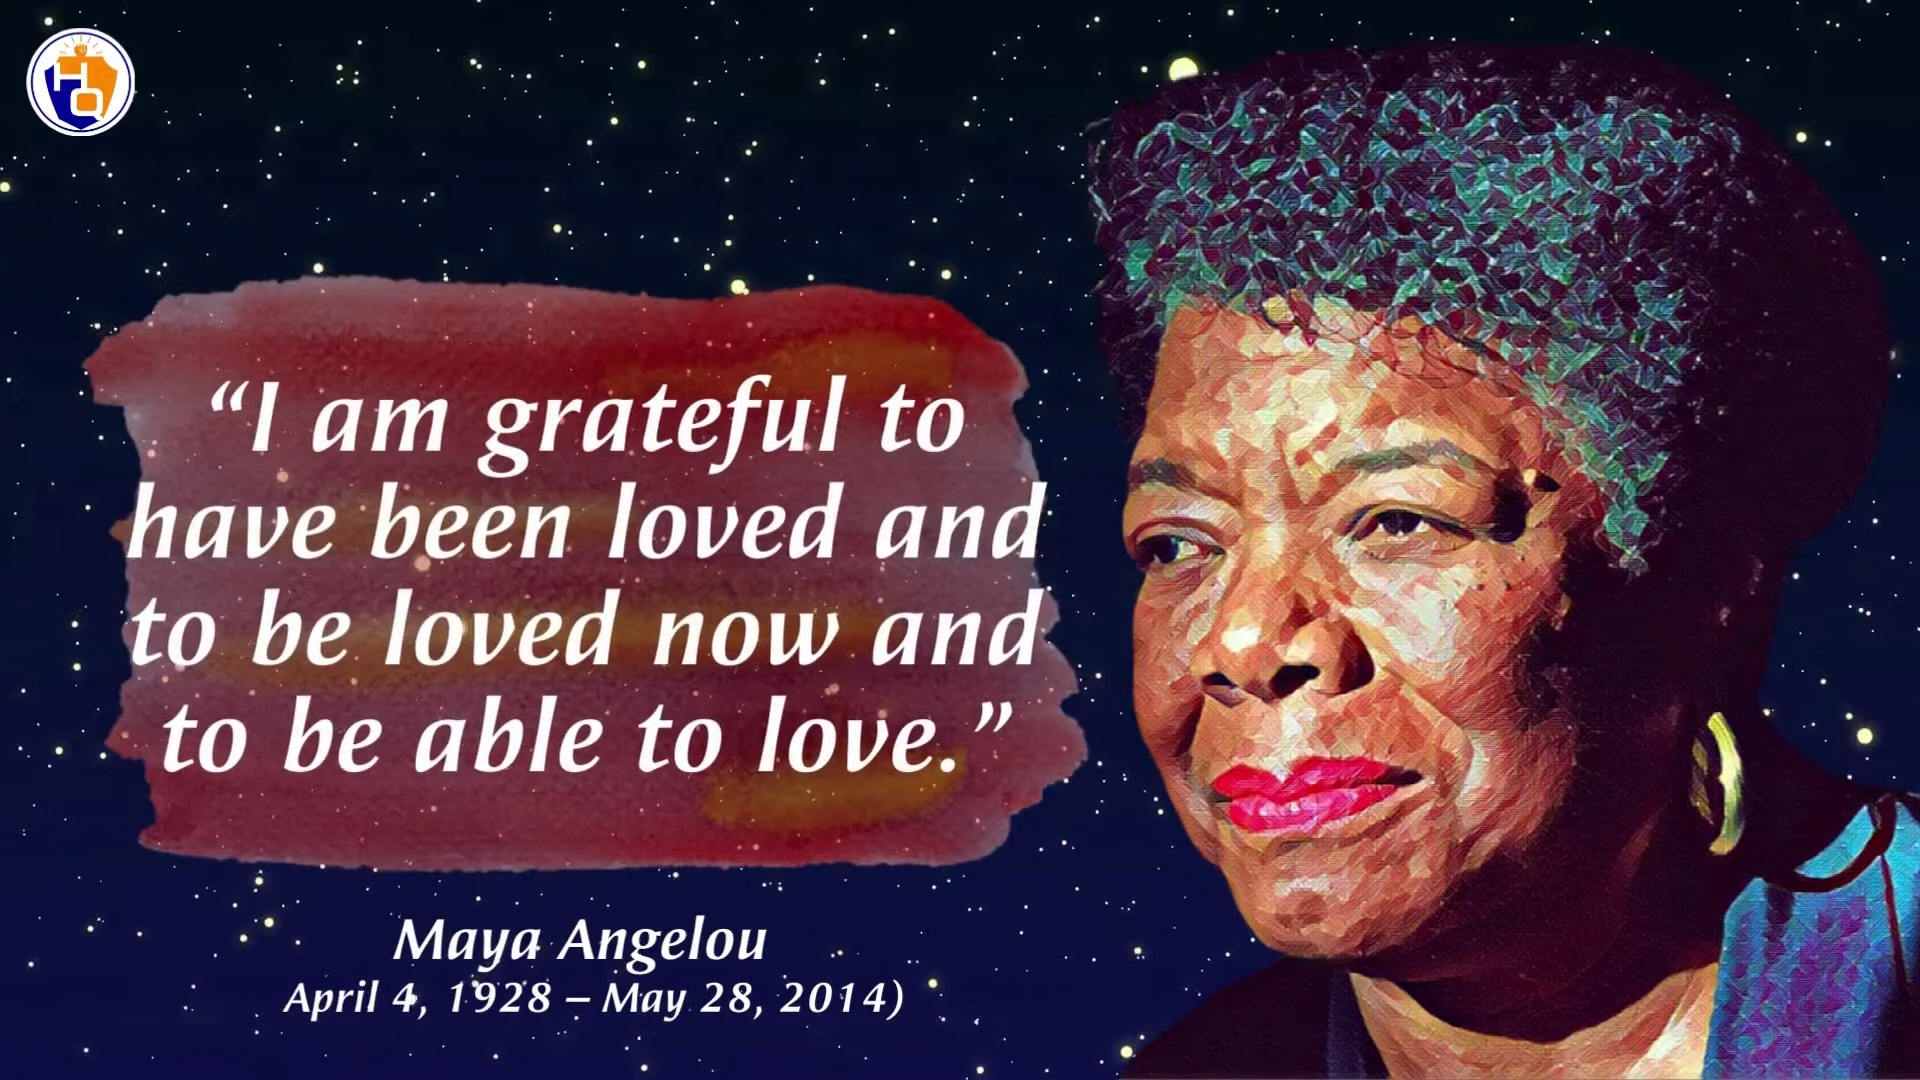 HQ
“I am grateful to
have been loved and
to be loved now and
to be able to love.”
Maya Angelou
April 4, 1928 – May 28, 2014)